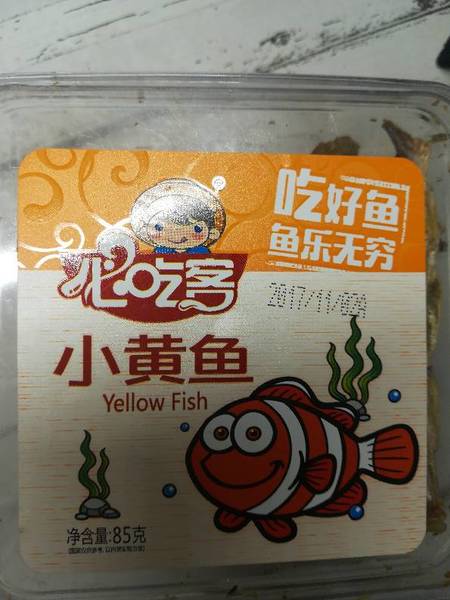 吃好鱼
鱼乐无穷
心吃客
小黄鱼
Yellow Fish
净含量:85克